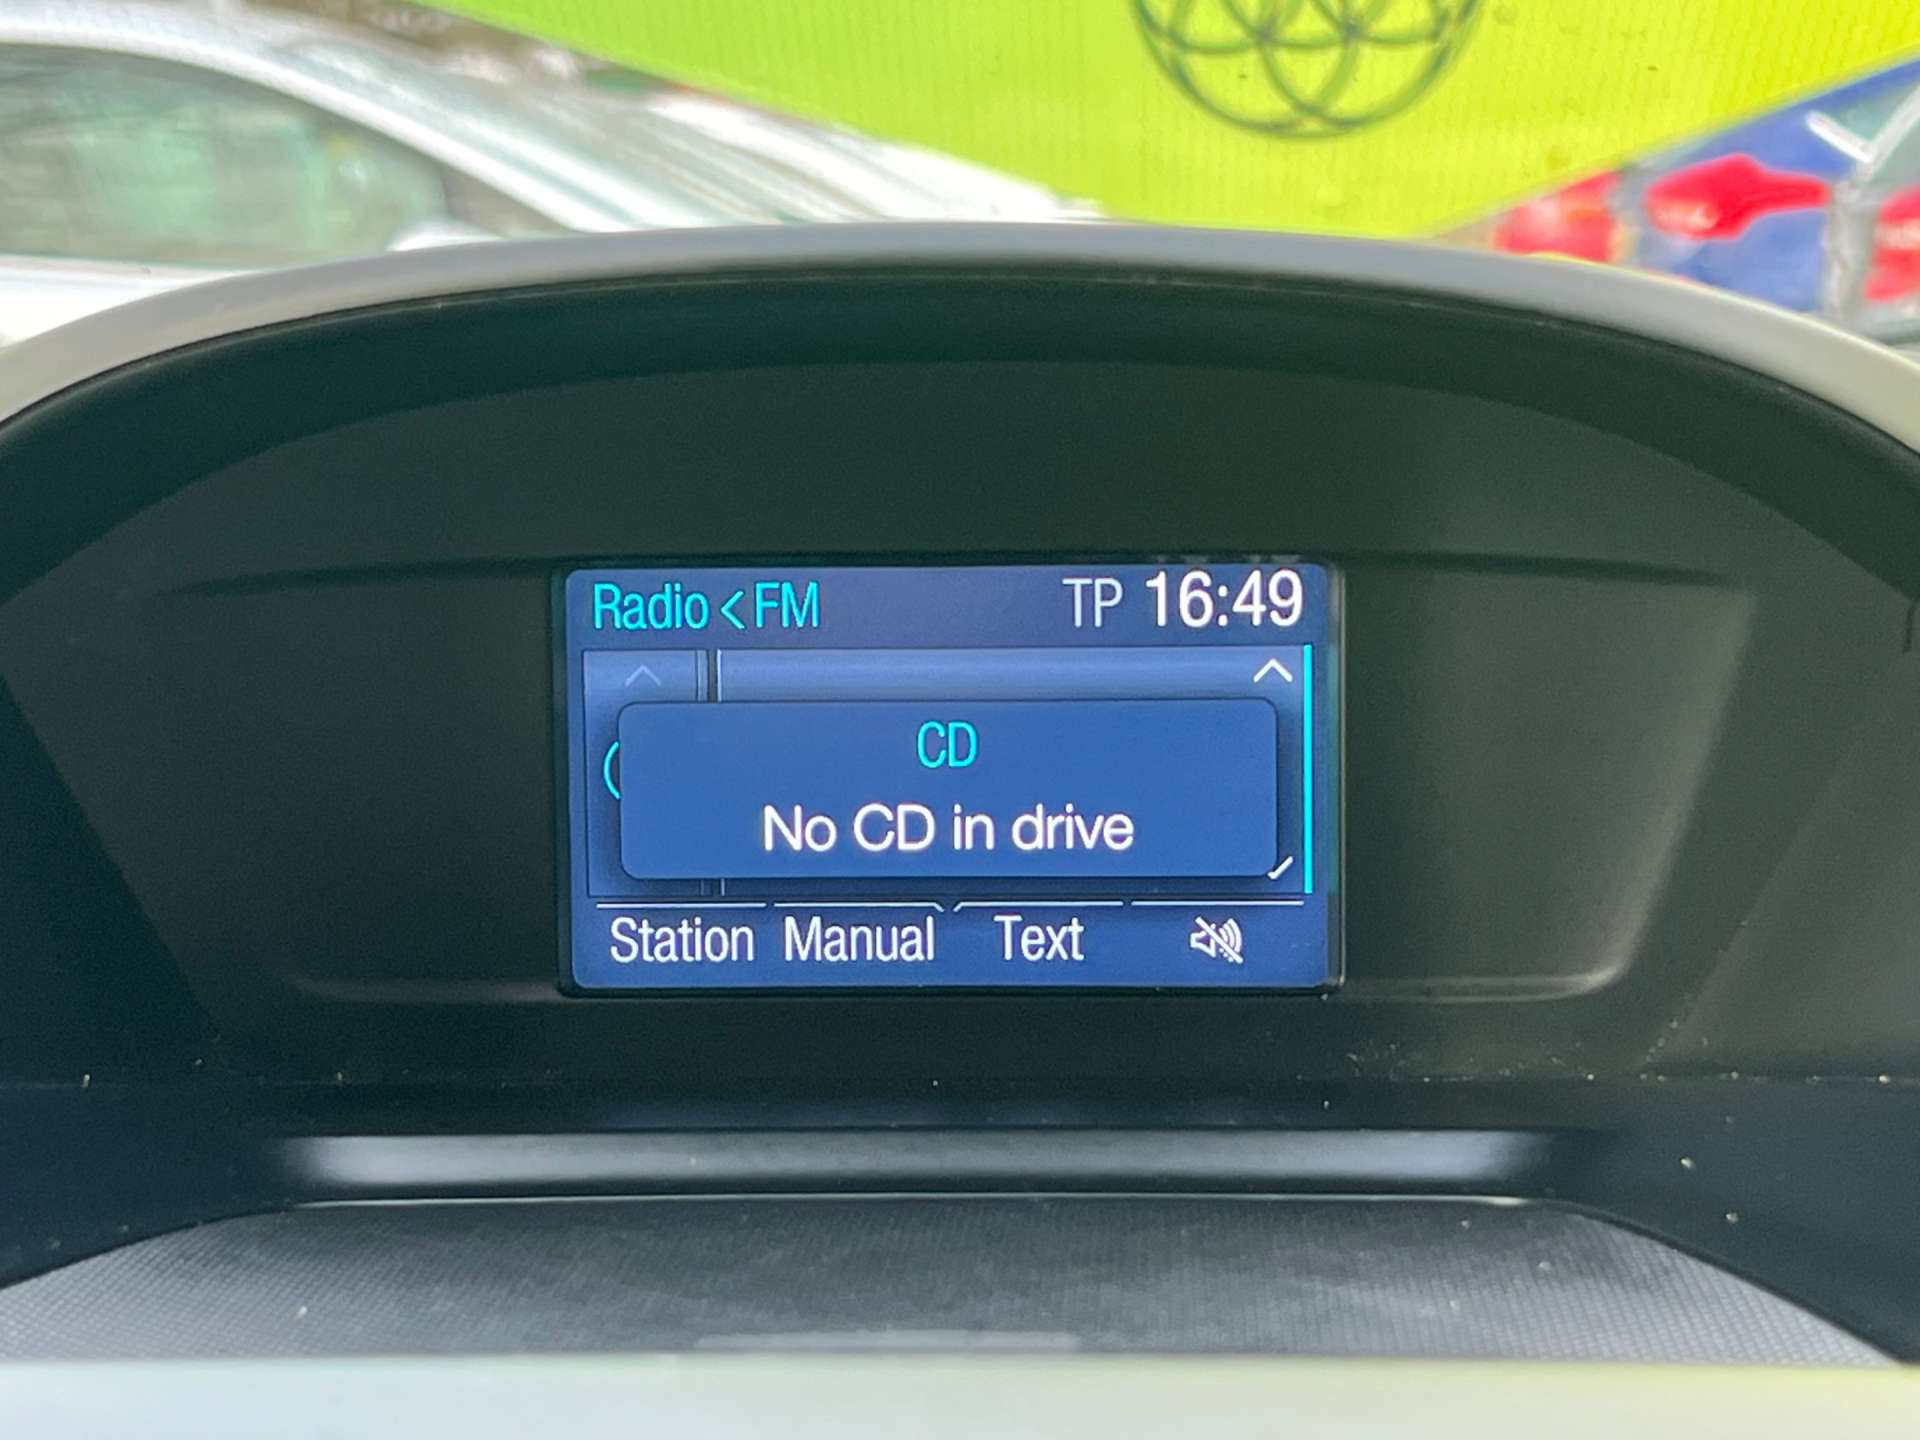 Radio < FM TP 16:49
CD
No CD in drive
Station Manual Text